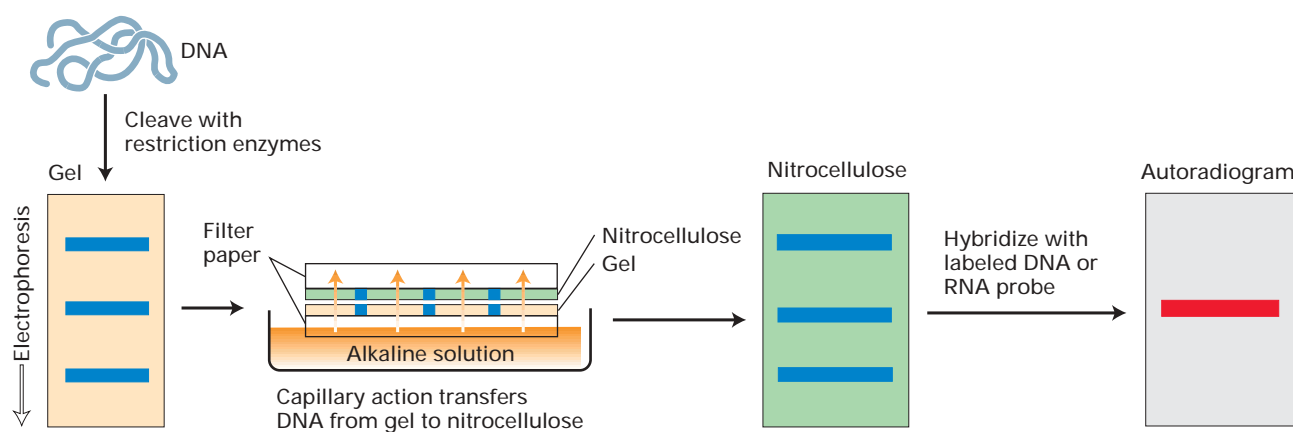 DNA
Cleave with
restriction enzymes
Gel
Electrophoresis
Filter
paper
Nitrocellulose
Gel
Alkaline solution
Capillary action transfers
DNA from gel to nitrocellulose
Nitrocellulose
Hybridize with
labeled DNA or
RNA probe
Autoradiogram